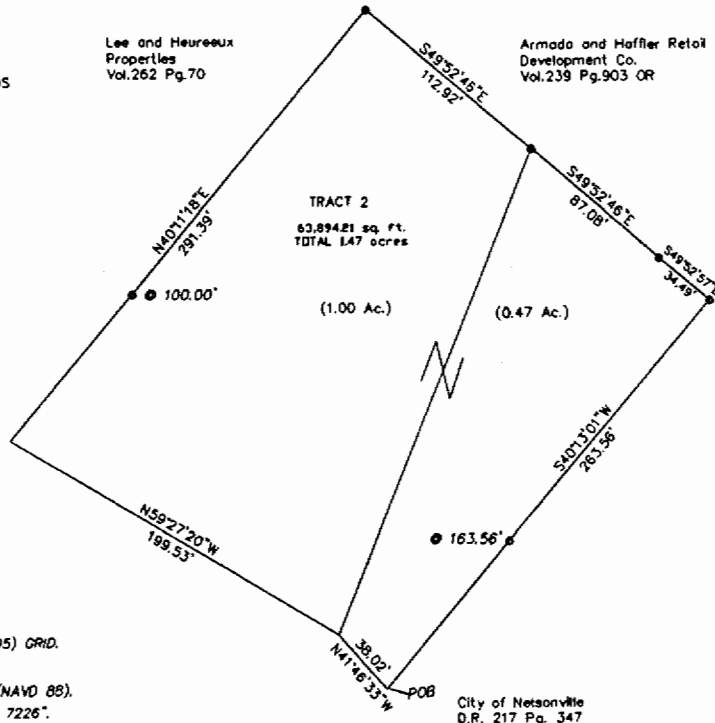 Lee and Heureeux
Properties
Vol.262 Pg.70
Armada and Haffler Retail
Development Co.
Vol.239 Pg.903 OR
S49°52'45"E
112.92'
S49°52'46"E
87.08'
S49°52'57"E
34.49'
N40°11'18"E
291.39'
TRACT 2
63,894.21 sq. ft.
TOTAL 1.47 acres
(1.00 Ac.)
(0.47 Ac.)
@ 100.00'
S40°13'01"W
263.56'
@ 163.56'
N59°27'20"W
199.53'
38.02'
N41°46'33"W
POB
City of Nelsonville
D.R. 217 Pg. 347
GRID.
(NAVD 88).
7226".